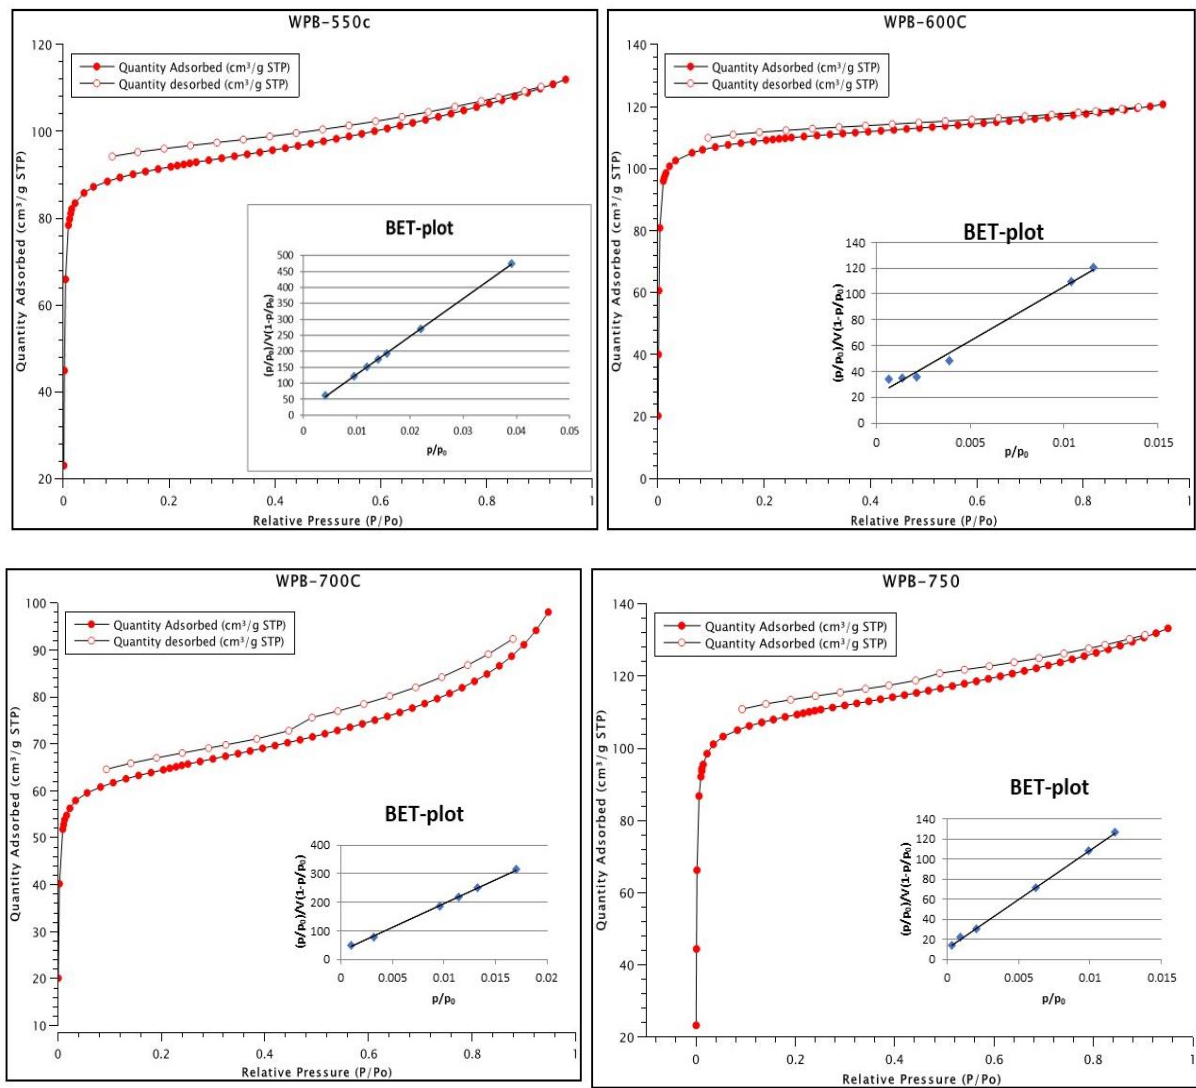 WPB-550c
120
100
80
60
40
20
Quantity Adsorbed (cm³/g STP)
Quantity desorbed (cm³/g STP)
Quantity Adsorbed (cm³/g STP)
BET-plot
500
450
400
350
300
250
200
150
100
50
0
(p/p₀)/V(1-p/p₀)
0 0.01 0.02 0.03 0.04 0.05
p/p₀
0 0.2 0.4 0.6 0.8 1
Relative Pressure (P/Po)
WPB-600C
140
120
100
80
60
40
20
0
Quantity Adsorbed (cm³/g STP)
Quantity desorbed (cm³/g STP)
Quantity Adsorbed (cm³/g STP)
BET-plot
140
120
100
80
60
40
20
0
(p/p₀)/V(1-p/p₀)
0 0.005 0.01 0.015
p/p₀
0 0.2 0.4 0.6 0.8 1
Relative Pressure (P/Po)
WPB-700C
100
90
80
70
60
50
40
30
20
10
Quantity Adsorbed (cm³/g STP)
Quantity desorbed (cm³/g STP)
Quantity Adsorbed (cm³/g STP)
BET-plot
400
300
200
100
0
(p/p₀)/V(1-p/p₀)
0 0.005 0.01 0.015 0.02
p/p₀
0 0.2 0.4 0.6 0.8 1
Relative Pressure (P/Po)
WPB-750
140
120
100
80
60
40
20
Quantity Adsorbed (cm³/g STP)
Quantity Adsorbed (cm³/g STP)
Quantity Adsorbed (cm³/g STP)
BET-plot
140
120
100
80
60
40
20
0
(p/p₀)/V(1-p/p₀)
0 0.005 0.01 0.015
p/p₀
0 0.2 0.4 0.6 0.8 1
Relative Pressure (P/Po)